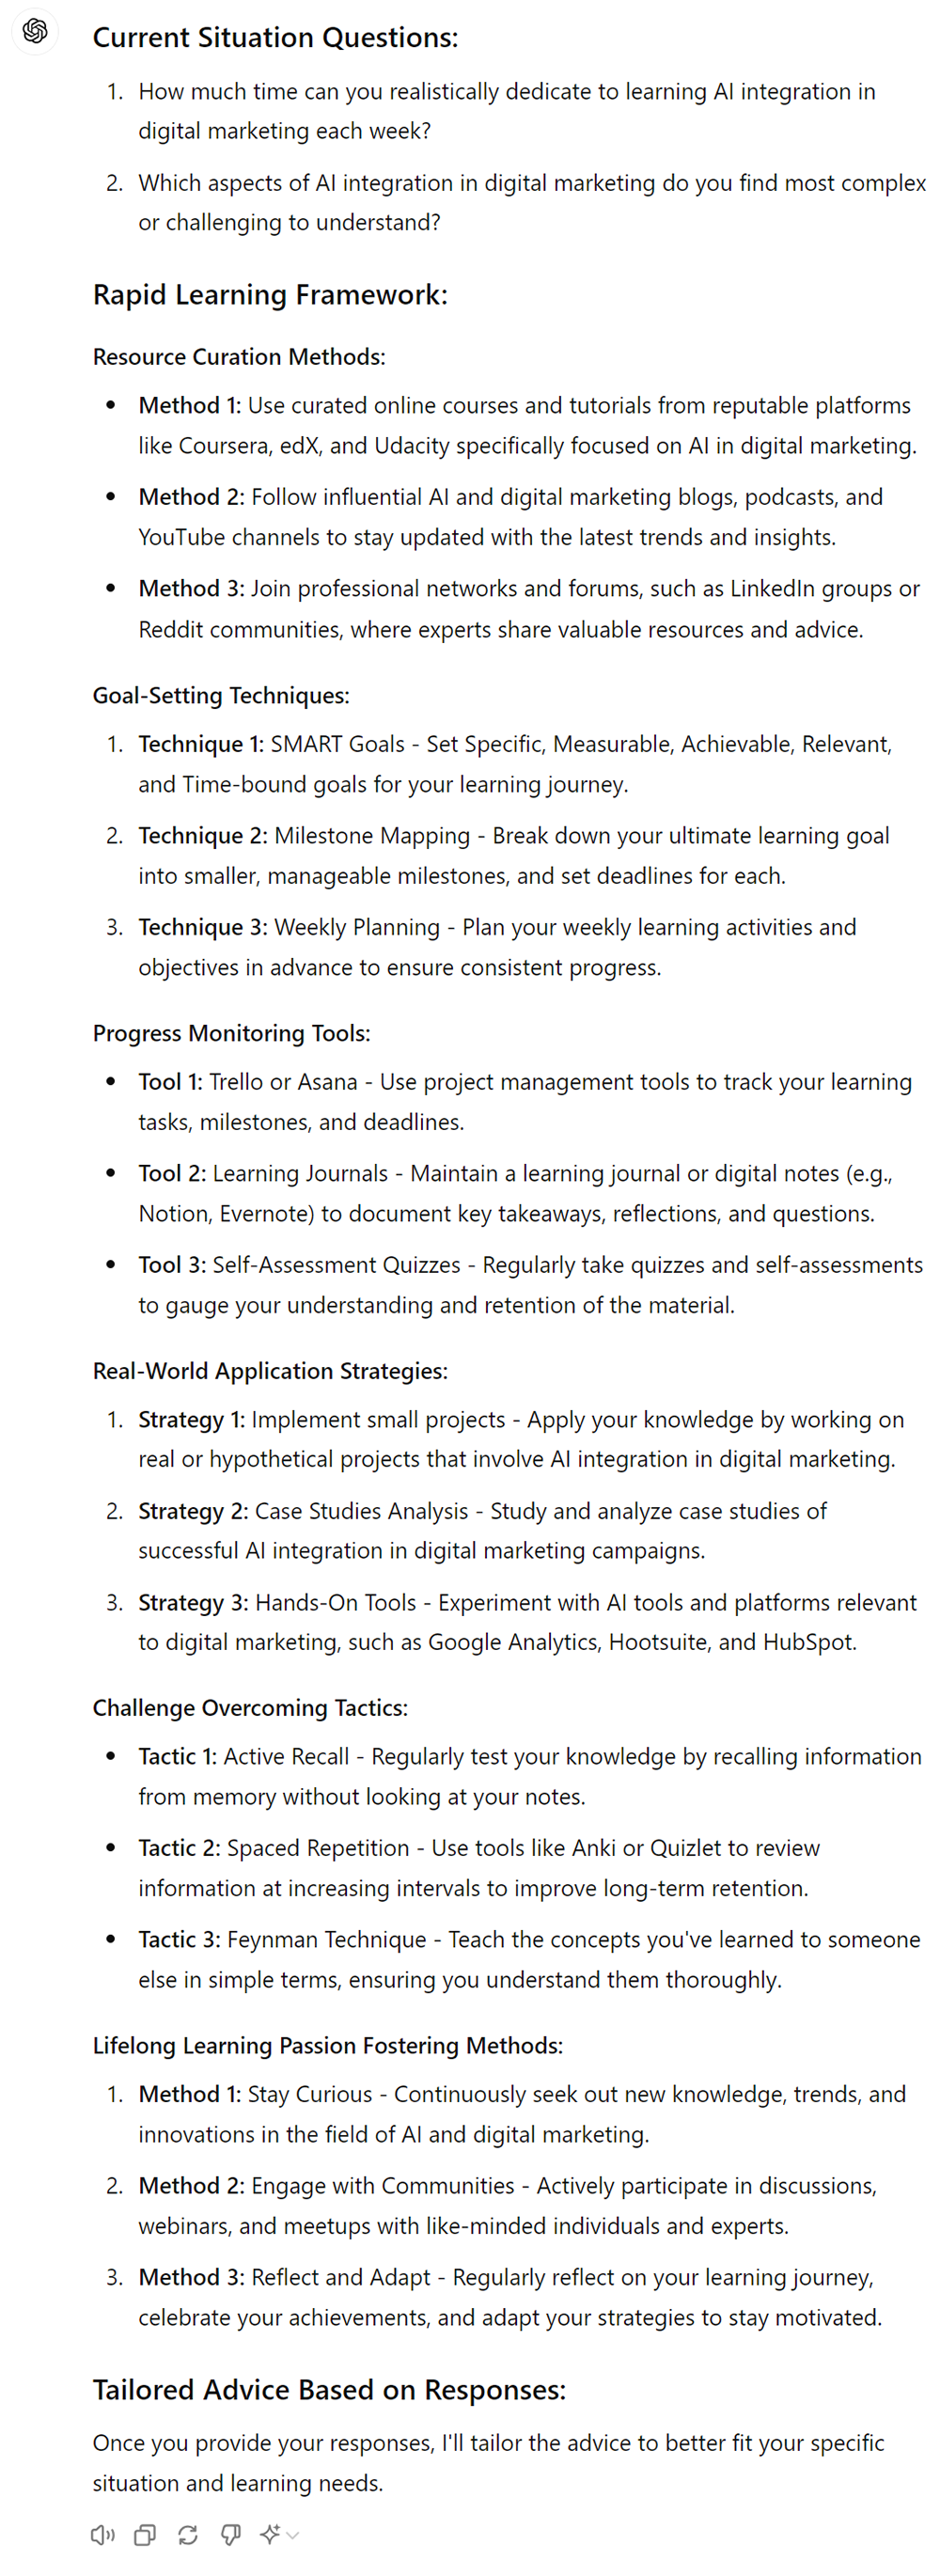 Current Situation Questions:
1. How much time can you realistically dedicate to learning AI integration in
digital marketing each week?
2. Which aspects of AI integration in digital marketing do you find most complex
or challenging to understand?
Rapid Learning Framework:
Resource Curation Methods:
• Method 1: Use curated online courses and tutorials from reputable platforms
like Coursera, edX, and Udacity specifically focused on AI in digital marketing.
• Method 2: Follow influential AI and digital marketing blogs, podcasts, and
YouTube channels to stay updated with the latest trends and insights.
• Method 3: Join professional networks and forums, such as LinkedIn groups or
Reddit communities, where experts share valuable resources and advice.
Goal-Setting Techniques:
1. Technique 1: SMART Goals - Set Specific, Measurable, Achievable, Relevant,
and Time-bound goals for your learning journey.
2. Technique 2: Milestone Mapping - Break down your ultimate learning goal
into smaller, manageable milestones, and set deadlines for each.
3. Technique 3: Weekly Planning - Plan your weekly learning activities and
objectives in advance to ensure consistent progress.
Progress Monitoring Tools:
• Tool 1: Trello or Asana - Use project management tools to track your learning
tasks, milestones, and deadlines.
• Tool 2: Learning Journals - Maintain a learning journal or digital notes (e.g.,
Notion, Evernote) to document key takeaways, reflections, and questions.
• Tool 3: Self-Assessment Quizzes - Regularly take quizzes and self-assessments
to gauge your understanding and retention of the material.
Real-World Application Strategies:
1. Strategy 1: Implement small projects - Apply your knowledge by working on
real or hypothetical projects that involve AI integration in digital marketing.
2. Strategy 2: Case Studies Analysis - Study and analyze case studies of
successful AI integration in digital marketing campaigns.
3. Strategy 3: Hands-On Tools - Experiment with AI tools and platforms relevant
to digital marketing, such as Google Analytics, Hootsuite, and HubSpot.
Challenge Overcoming Tactics:
• Tactic 1: Active Recall - Regularly test your knowledge by recalling information
from memory without looking at your notes.
• Tactic 2: Spaced Repetition - Use tools like Anki or Quizlet to review
information at increasing intervals to improve long-term retention.
• Tactic 3: Feynman Technique - Teach the concepts you've learned to someone
else in simple terms, ensuring you understand them thoroughly.
Lifelong Learning Passion Fostering Methods:
1. Method 1: Stay Curious - Continuously seek out new knowledge, trends, and
innovations in the field of AI and digital marketing.
2. Method 2: Engage with Communities - Actively participate in discussions,
webinars, and meetups with like-minded individuals and experts.
3. Method 3: Reflect and Adapt - Regularly reflect on your learning journey,
celebrate your achievements, and adapt your strategies to stay motivated.
Tailored Advice Based on Responses:
Once you provide your responses, I'll tailor the advice to better fit your specific
situation and learning needs.